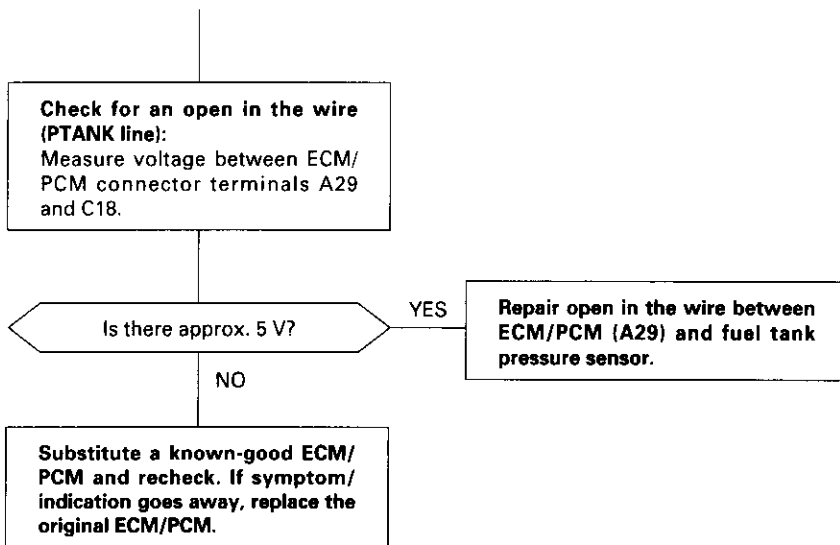 Check for an open in the wire
(PTANK line):
Measure voltage between ECM/
PCM connector terminals A29
and C18.
Is there approx. 5 V?
YES
Repair open in the wire between
ECM/PCM (A29) and fuel tank
pressure sensor.
NO
Substitute a known-good ECM/
PCM and recheck. If symptom/
indication goes away, replace the
original ECM/PCM.